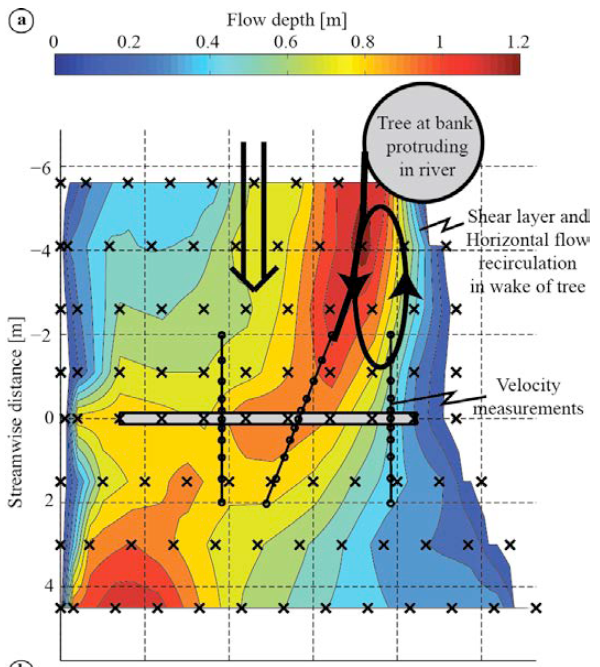 a
Flow depth [m]
0 0.2 0.4 0.6 0.8 1.0 1.2
Tree at bank
protruding
in river
Shear layer and
Horizontal flow
recirculation
in wake of tree
Velocity
measurements
Streamwise distance [m]
−6
−4
−2
0
2
4
b